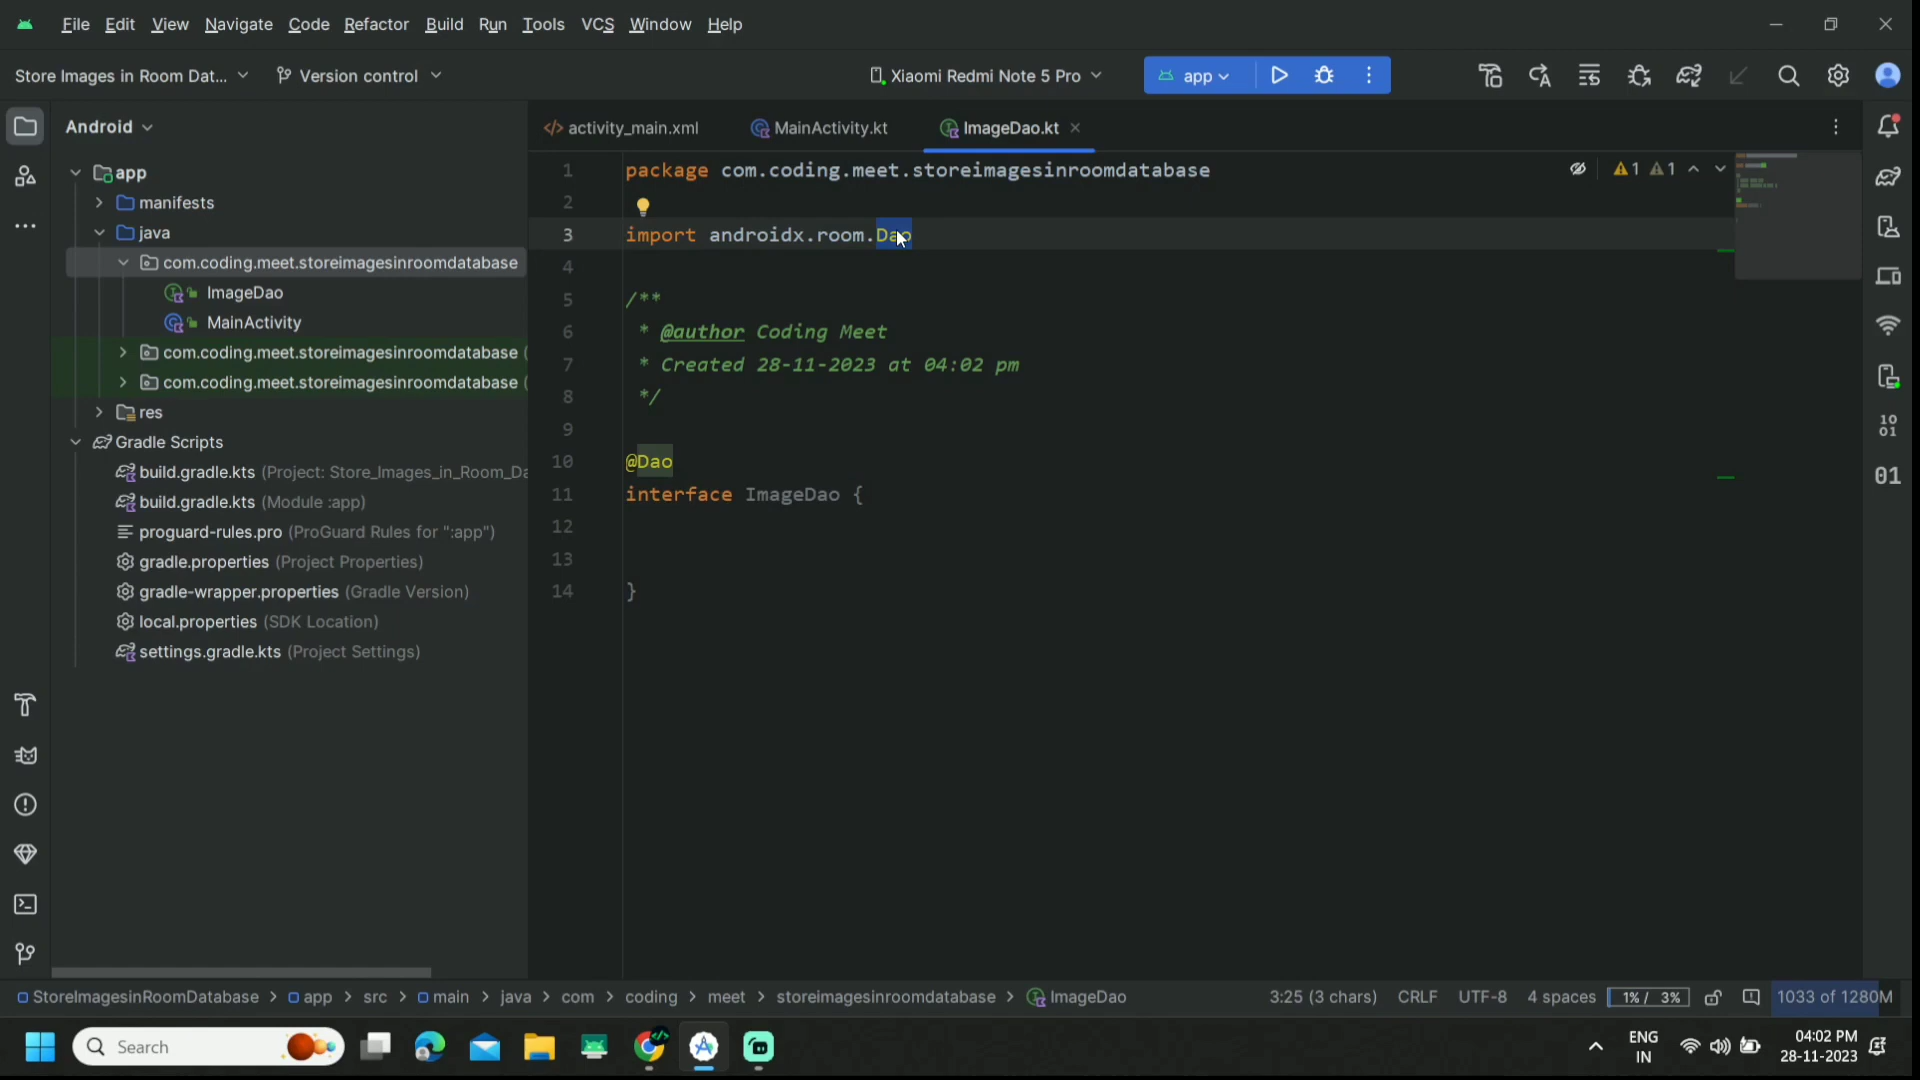 File Edit View Navigate Code Refactor Build Run Tools VCS Window Help
Store Images in Room Dat... Version control Xiaomi Redmi Note 5 Pro app
Android
activity_main.xml MainActivity.kt ImageDao.kt
app
manifests
java
com.coding.meet.storeimagesinroomdatabase
ImageDao
MainActivity
com.coding.meet.storeimagesinroomdatabase (
com.coding.meet.storeimagesinroomdatabase (
res
Gradle Scripts
build.gradle.kts (Project: Store_Images_in_Room_Da
build.gradle.kts (Module :app)
proguard-rules.pro (ProGuard Rules for ":app")
gradle.properties (Project Properties)
gradle-wrapper.properties (Gradle Version)
local.properties (SDK Location)
settings.gradle.kts (Project Settings)
1 package com.coding.meet.storeimagesinroomdatabase
2
3 import androidx.room.Dao
4
5 /**
6 * @author Coding Meet
7 * Created 28-11-2023 at 04:02 pm
8 */
9
10 @Dao
11 interface ImageDao {
12
13
14 }
1 1
10
01
01
StoreImagesinRoomDatabase > app > src > main > java > com > coding > meet > storeimagesinroomdatabase > ImageDao
3:25 (3 chars) CRLF UTF-8 4 spaces 1% / 3% 1033 of 1280M
Search
ENG
IN
04:02 PM
28-11-2023